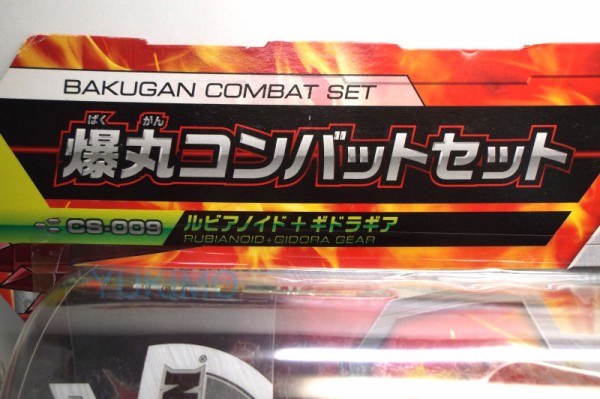 BAKUGAN COMBAT SET
ばく がん
爆丸コンバットセット
CS-009
ルビアノイド+ギドラギア
RUBIANOID+GIDORA GEAR